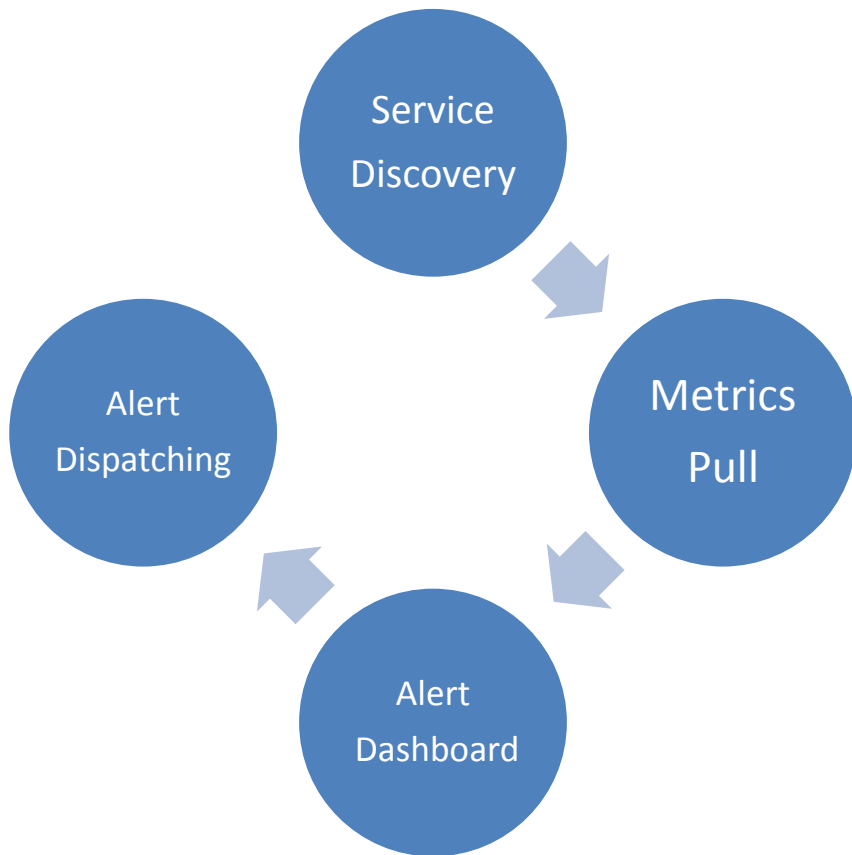 Service
Discovery
Metrics
Pull
Alert
Dashboard
Alert
Dispatching